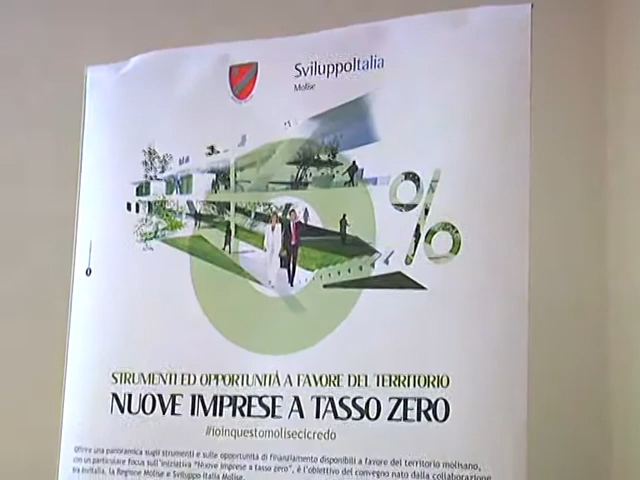 SviluppoItalia
Molise
%
STRUMENTI ED OPPORTUNITÀ A FAVORE DEL TERRITORIO
NUOVE IMPRESE A TASSO ZERO
#ioinquestomolisecicredo
Offrire una panoramica sugli strumenti e sulle opportunità di finanziamento disponibili a favore del territorio molisano,
con un particolare focus sull'iniziativa "Nuove imprese a tasso zero", è l'obiettivo del convegno nato dalla collaborazione
tra Invitalia, la Regione Molise e Sviluppo Italia Molise.